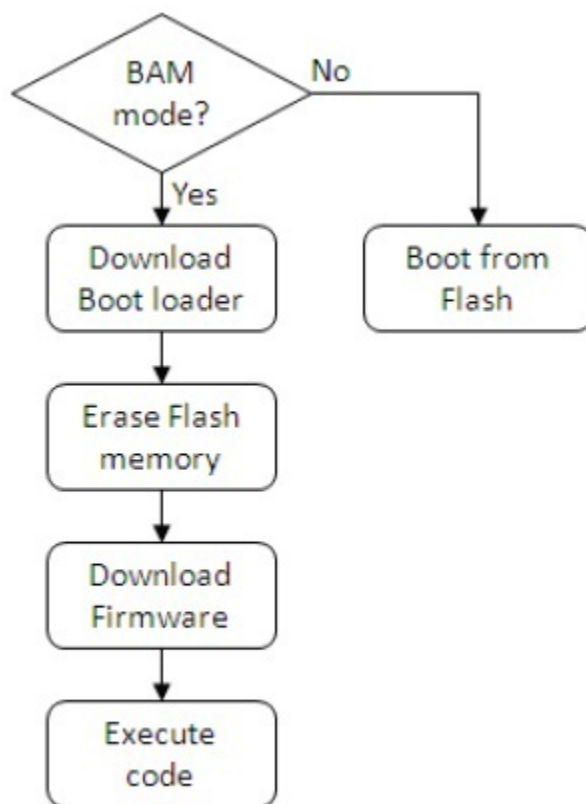 BAM
mode?
No
Yes
Download
Boot loader
Boot from
Flash
Erase Flash
memory
Download
Firmware
Execute
code